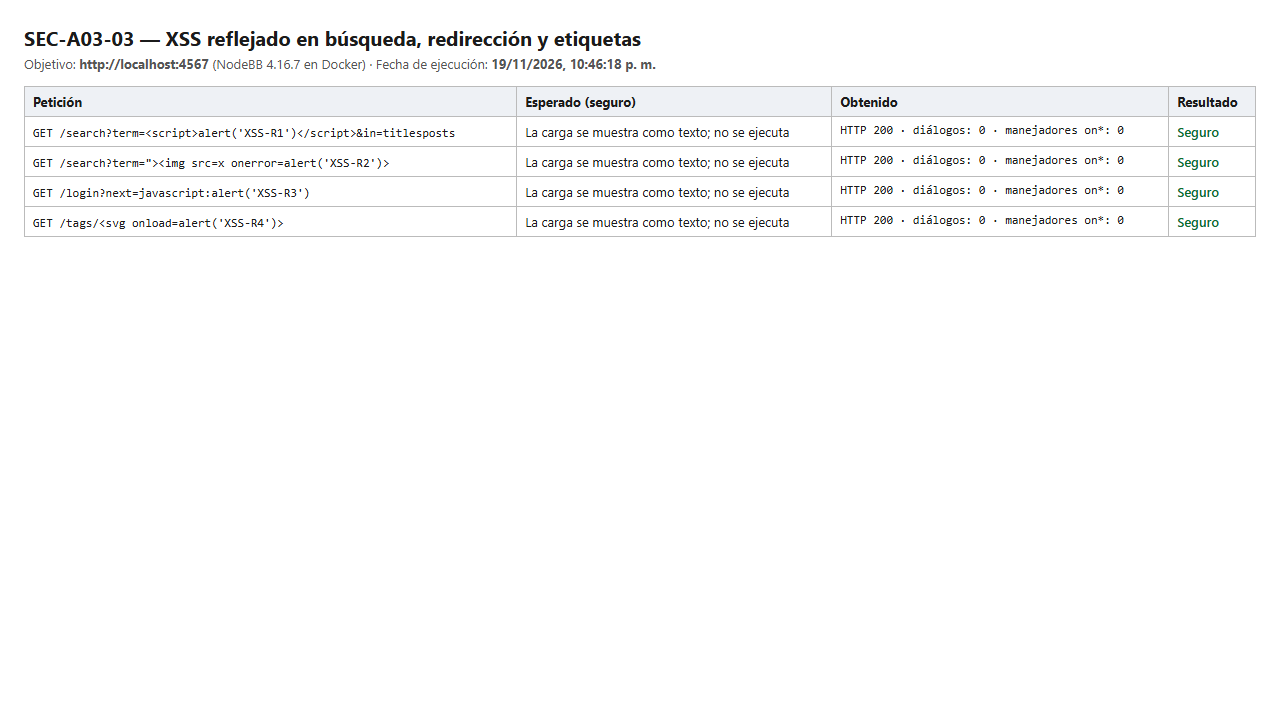 SEC-A03-03 — XSS reflejado en búsqueda, redirección y etiquetas
Objetivo: http://localhost:4567 (NodeBB 4.16.7 en Docker) · Fecha de ejecución: 19/11/2026, 10:46:18 p. m.
Petición Esperado (seguro) Obtenido Resultado
GET /search?term=<script>alert('XSS-R1')</script>&in=titlesposts La carga se muestra como texto; no se ejecuta HTTP 200 · diálogos: 0 · manejadores on*: 0 Seguro
GET /search?term="><img src=x onerror=alert('XSS-R2')> La carga se muestra como texto; no se ejecuta HTTP 200 · diálogos: 0 · manejadores on*: 0 Seguro
GET /login?next=javascript:alert('XSS-R3') La carga se muestra como texto; no se ejecuta HTTP 200 · diálogos: 0 · manejadores on*: 0 Seguro
GET /tags/<svg onload=alert('XSS-R4')> La carga se muestra como texto; no se ejecuta HTTP 200 · diálogos: 0 · manejadores on*: 0 Seguro